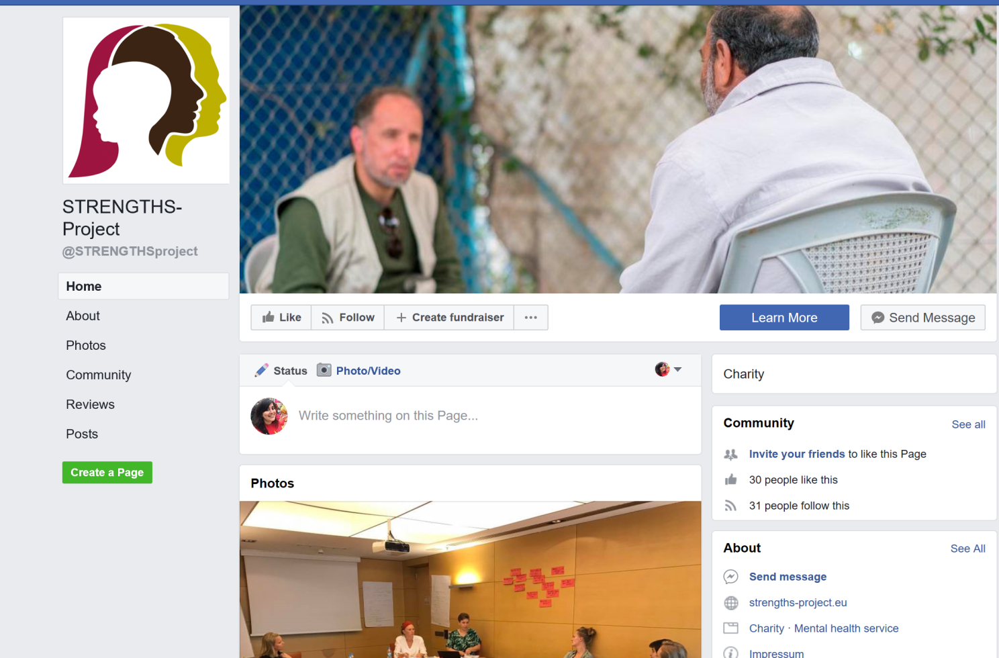 STRENGTHS-
Project
@STRENGTHSproject
Home
About
Photos
Community
Reviews
Posts
Create a Page
Like
Follow
Create fundraiser
...
Learn More
Send Message
Status
Photo/Video
Write something on this Page...
Photos
Charity
Community
See all
Invite your friends to like this Page
30 people like this
31 people follow this
About
See All
Send message
strengths-project.eu
Charity · Mental health service
Impressum